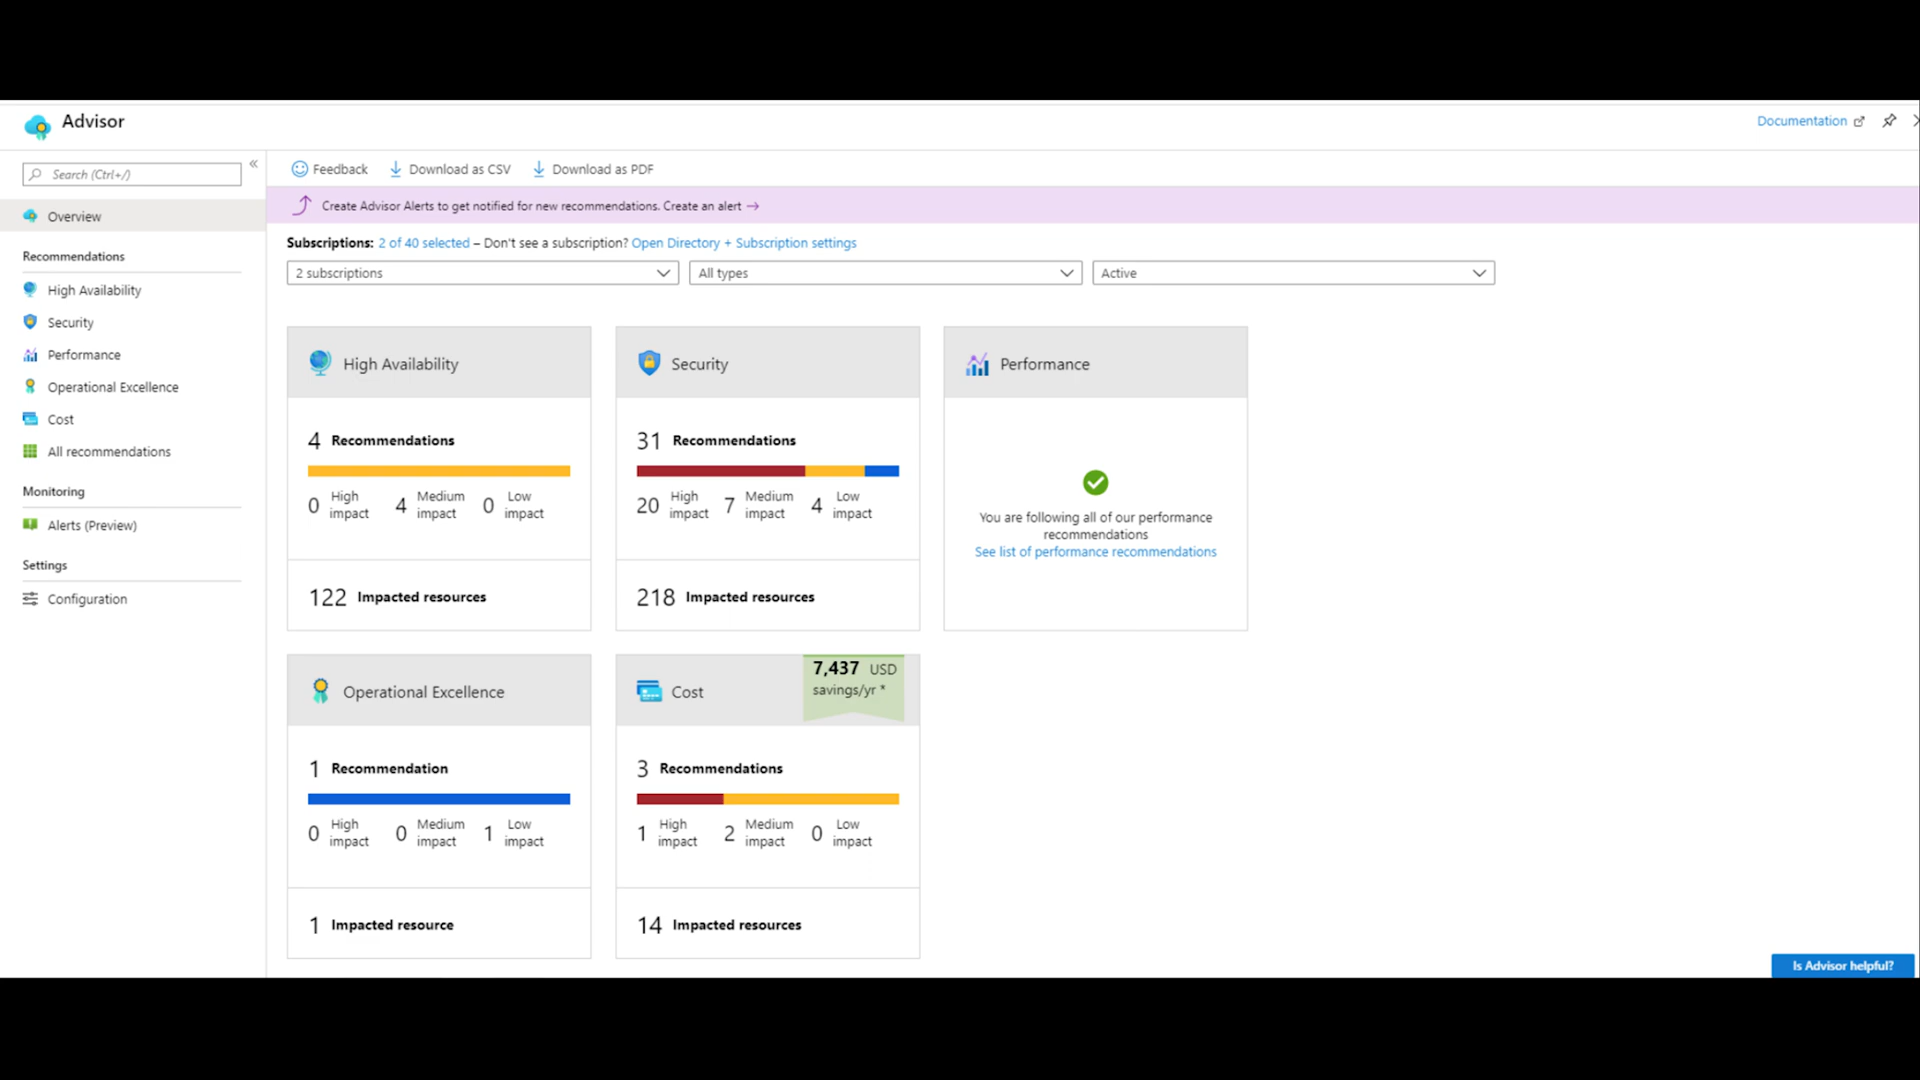 Advisor
Documentation
Search (Ctrl+/)
«
Feedback
Download as CSV
Download as PDF
Overview
Create Advisor Alerts to get notified for new recommendations. Create an alert →
Subscriptions: 2 of 40 selected – Don't see a subscription? Open Directory + Subscription settings
2 subscriptions
All types
Active
Recommendations
High Availability
Security
Performance
Operational Excellence
Cost
All recommendations
Monitoring
Alerts (Preview)
Settings
Configuration
High Availability
4 Recommendations
0 High impact
4 Medium impact
0 Low impact
122 Impacted resources
Security
31 Recommendations
20 High impact
7 Medium impact
4 Low impact
218 Impacted resources
Performance
You are following all of our performance
recommendations
See list of performance recommendations
Operational Excellence
1 Recommendation
0 High impact
0 Medium impact
1 Low impact
1 Impacted resource
Cost
7,437 USD
savings/yr *
3 Recommendations
1 High impact
2 Medium impact
0 Low impact
14 Impacted resources
Is Advisor helpful?